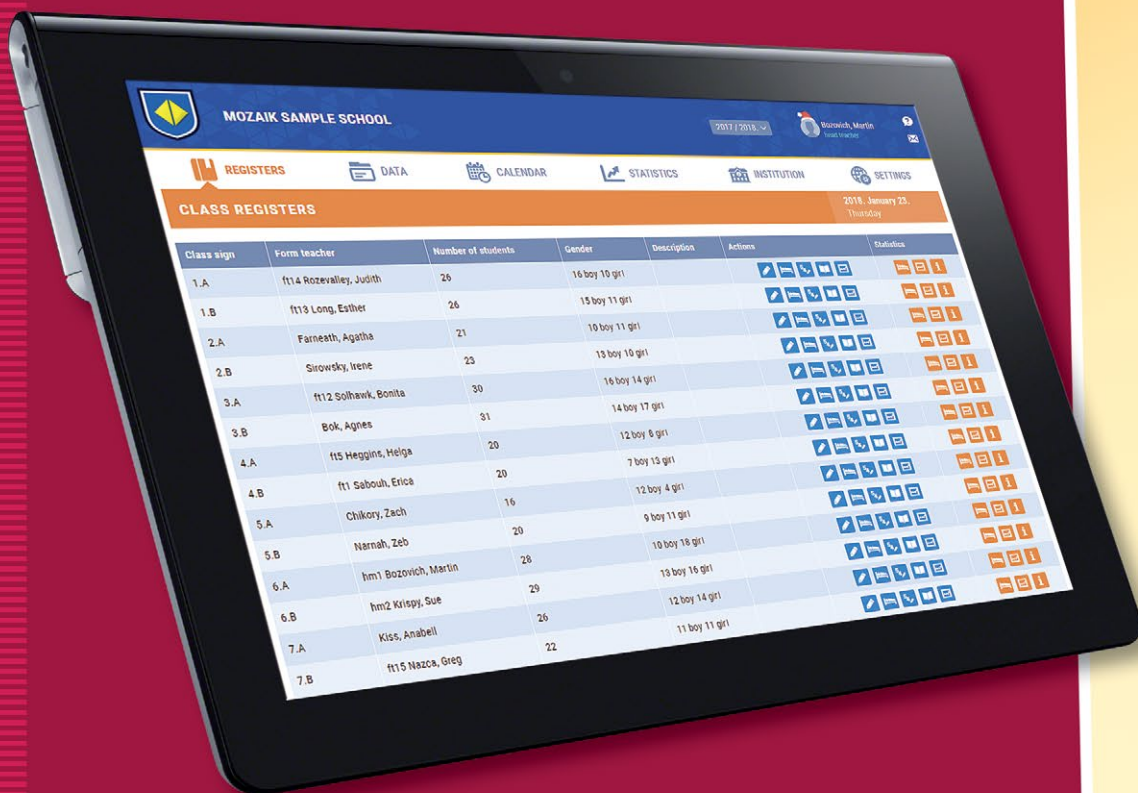 MOZAIK SAMPLE SCHOOL
2017 / 2018.
Bozovich, Martin
head teacher
REGISTERS
DATA
CALENDAR
STATISTICS
INSTITUTION
SETTINGS
CLASS REGISTERS
2018. January 25.
Thursday
Class sign Form teacher Number of students Gender Description Actions Statistics
1.A ft14 Rozevalley, Judith 26 16 boy 10 girl
1.B ft13 Long, Esther 26 15 boy 11 girl
2.A Farneath, Agatha 21 10 boy 11 girl
2.B Sirowsky, Irene 23 13 boy 10 girl
3.A ft12 Solhawk, Bonita 30 16 boy 14 girl
3.B Bok, Agnes 31 14 boy 17 girl
4.A ft5 Heggins, Helga 20 12 boy 8 girl
4.B ft1 Sabouh, Erica 20 7 boy 13 girl
5.A Chikory, Zach 16 12 boy 4 girl
5.B Narnah, Zeb 20 9 boy 11 girl
6.A hm1 Bozovich, Martin 28 10 boy 18 girl
6.B hm2 Krispy, Sue 29 13 boy 16 girl
7.A Kiss, Anabell 26 12 boy 14 girl
7.B ft15 Nazca, Greg 22 11 boy 11 girl